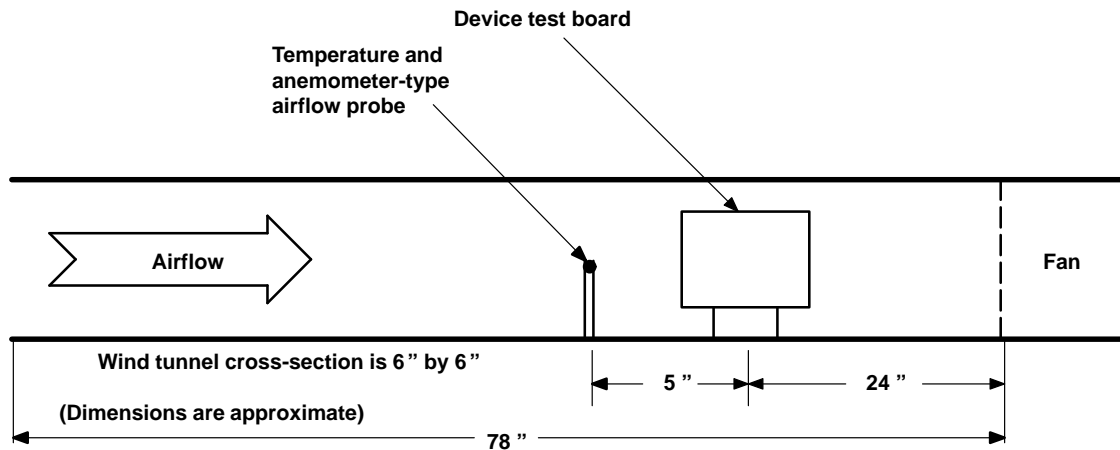 Device test board
Temperature and
anemometer-type
airflow probe
Airflow
Fan
Wind tunnel cross-section is 6" by 6"
5 "
24 "
(Dimensions are approximate)
78 "